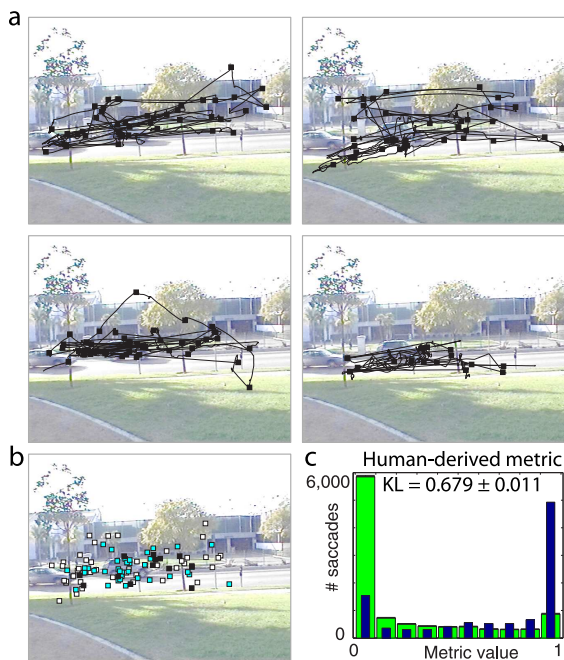 a
b
c
Human-derived metric
KL = 0.679 ± 0.011
6,000
# saccades
0
0
1
Metric value